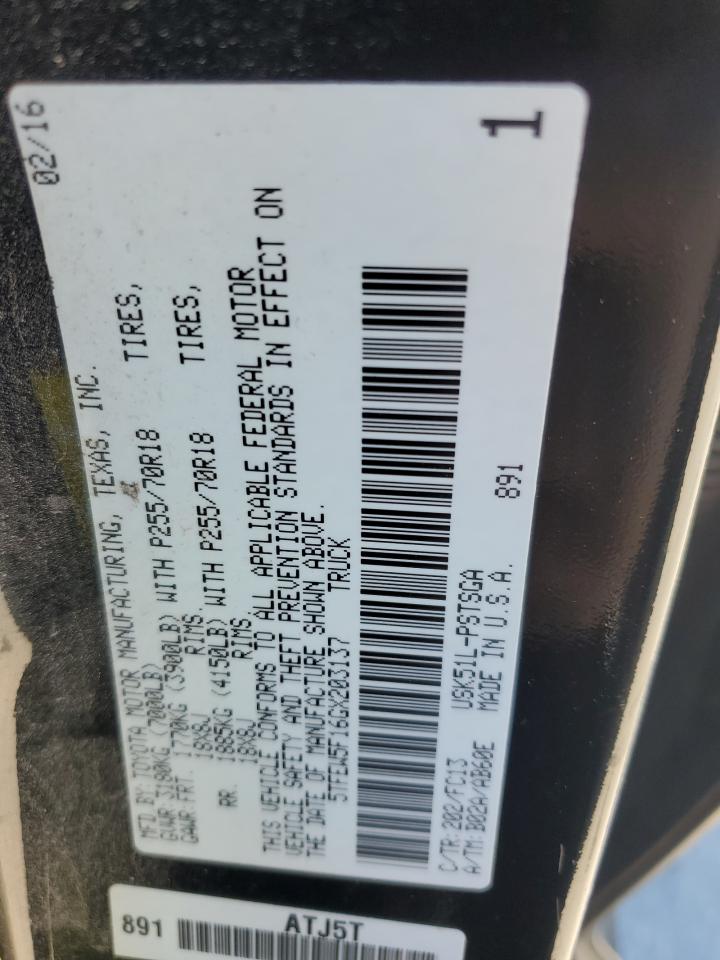 MFD. BY: TOYOTA MOTOR MANUFACTURING, TEXAS, INC. 02/16
GVWR: 3190KG (7000LB)
GAWR: FRT. 1770KG (3900LB) WITH P255/70R18 TIRES,
18X8J RIMS,
RR. 1885KG (4150LB) WITH P255/70R18 TIRES,
18X8J RIMS,
THIS VEHICLE CONFORMS TO ALL APPLICABLE FEDERAL MOTOR
VEHICLE SAFETY AND THEFT PREVENTION STANDARDS IN EFFECT ON
THE DATE OF MANUFACTURE SHOWN ABOVE.
5TFEW5F16GX203137 TRUCK
C/TR: 202/FC13 USK51L-PSTSGA 891
A/TM: B02A/AB60E MADE IN U.S.A.
1
891
ATJ5T